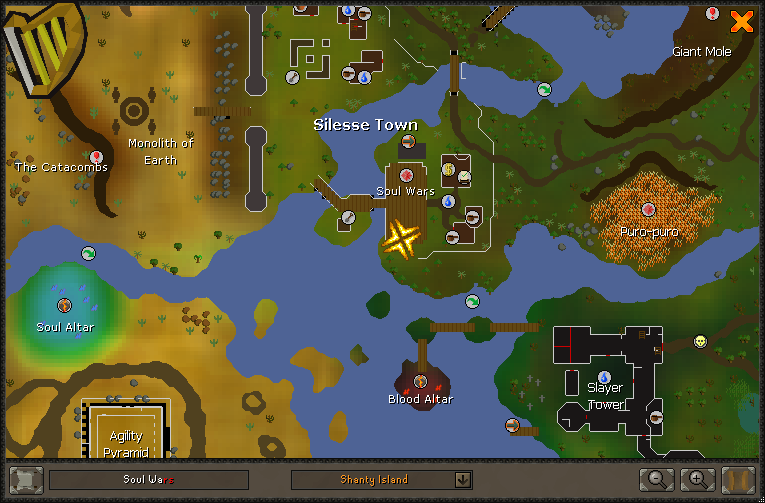 Giant Mole
Silesse Town
Monolith of
Earth
The Catacombs
Soul Wars
Puro-puro
Soul Altar
Blood Altar
Slayer
Tower
Agility
Pyramid
Soul Wars
Shanty Island